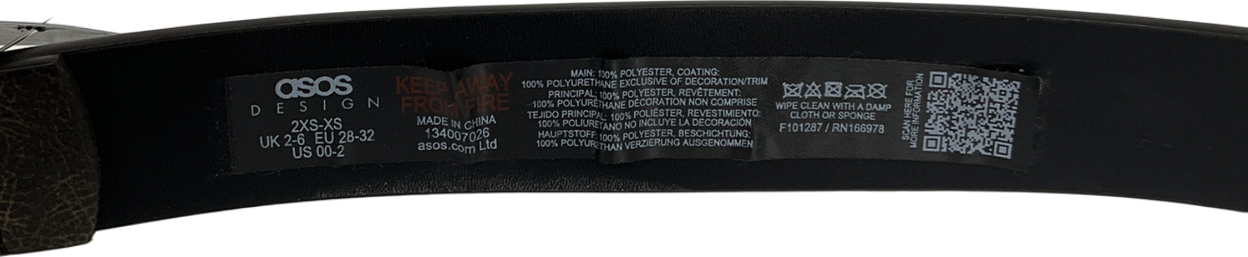 asos
DESIGN
2XS-XS
UK 2-6 EU 28-32
US 00-2
KEEP AWAY
FROM FIRE
MADE IN CHINA
134007026
asos.com Ltd
MAIN: 100% POLYESTER, COATING:
100% POLYURETHANE EXCLUSIVE OF DECORATION/TRIM
PRINCIPAL: 100% POLYESTER, REVÊTEMENT:
100% POLYURÉTHANE DÉCORATION NON COMPRISE
TEJIDO PRINCIPAL: 100% POLIÉSTER, REVESTIMIENTO:
100% POLIURETANO NO INCLUYE LA DECORACIÓN
HAUPTSTOFF: 100% POLYESTER, BESCHICHTUNG:
100% POLYURETHAN VERZIERUNG AUSGENOMMEN
WIPE CLEAN WITH A DAMP
CLOTH OR SPONGE
F101287 / RN166978
SCAN HERE FOR
MORE INFORMATION